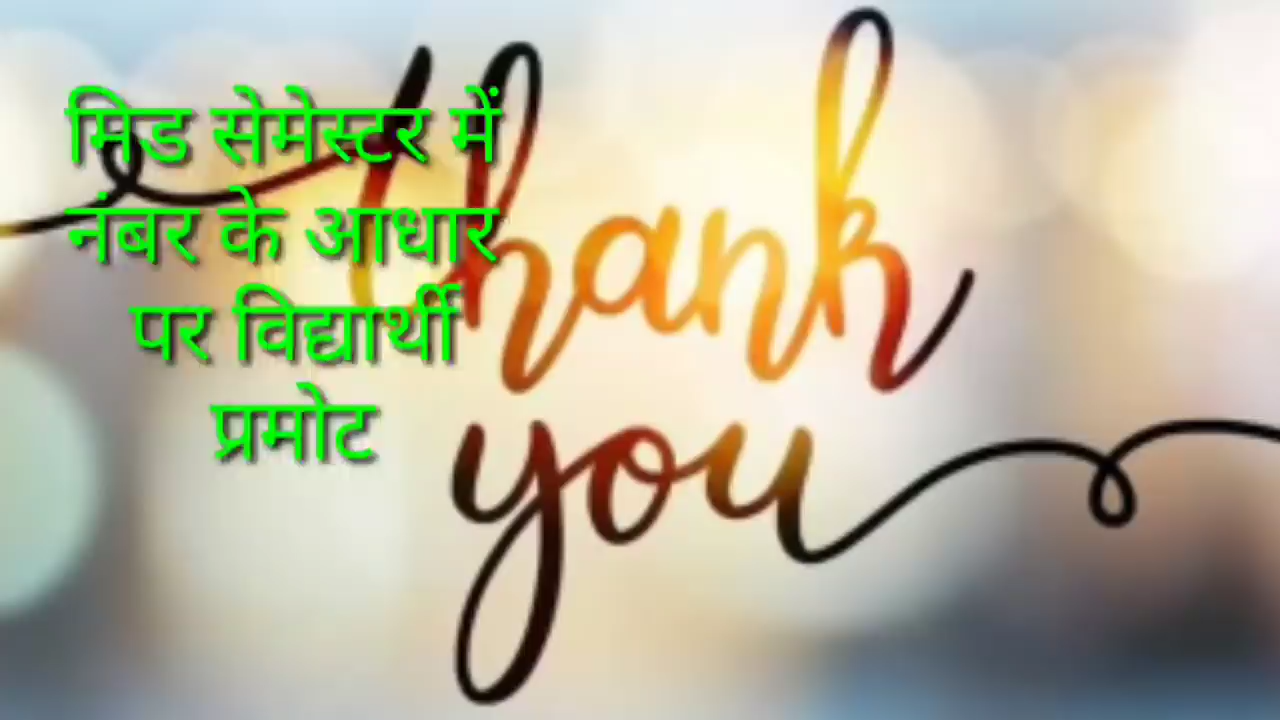 मिड सेमेस्टर में
नंबर के आधार
पर विद्यार्थी
प्रमोट
thank
you